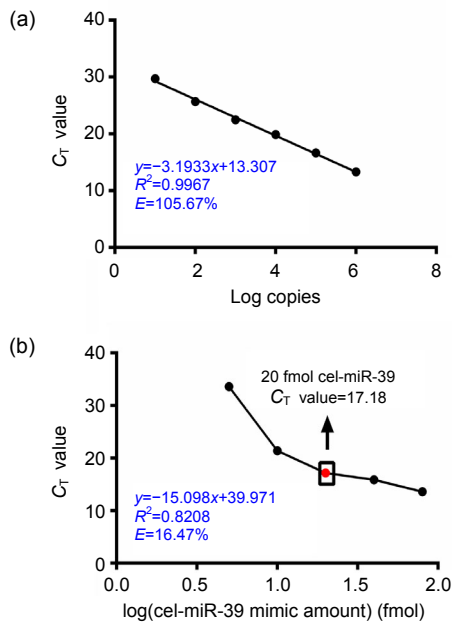 (a)
40
30
20
10
0
C_T value
y=−3.1933x+13.307
R²=0.9967
E=105.67%
0 2 4 6 8
Log copies
(b)
40
30
20
10
0
C_T value
20 fmol cel-miR-39
C_T value=17.18
y=−15.098x+39.971
R²=0.8208
E=16.47%
0.0 0.5 1.0 1.5 2.0
log(cel-miR-39 mimic amount) (fmol)